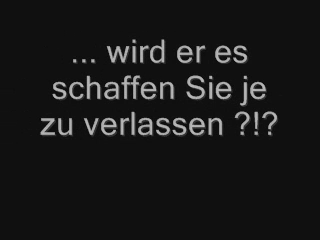 ... wird er es
schaffen Sie je
zu verlassen ?!?